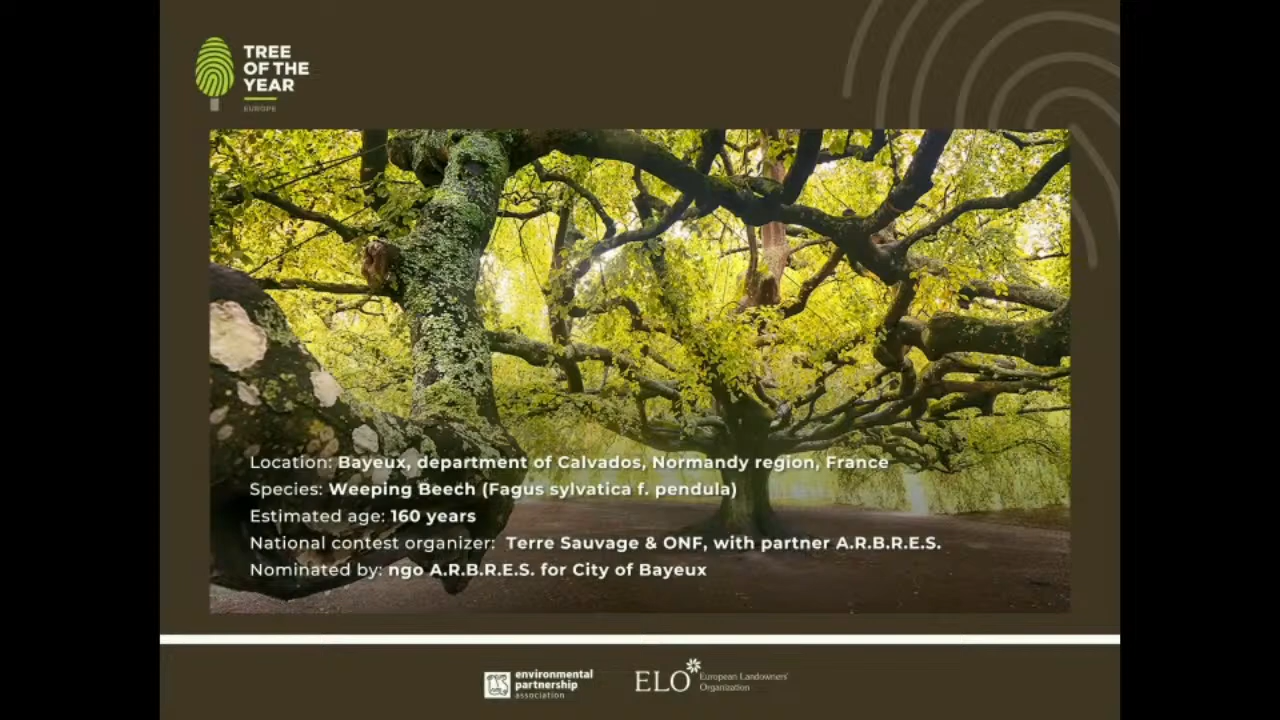 TREE
OF THE
YEAR
EUROPE
Location: Bayeux, department of Calvados, Normandy region, France
Species: Weeping Beech (Fagus sylvatica f. pendula)
Estimated age: 160 years
National contest organizer: Terre Sauvage & ONF, with partner A.R.B.R.E.S.
Nominated by: ngo A.R.B.R.E.S. for City of Bayeux
environmental
partnership
association
ELO European Landowners'
Organization